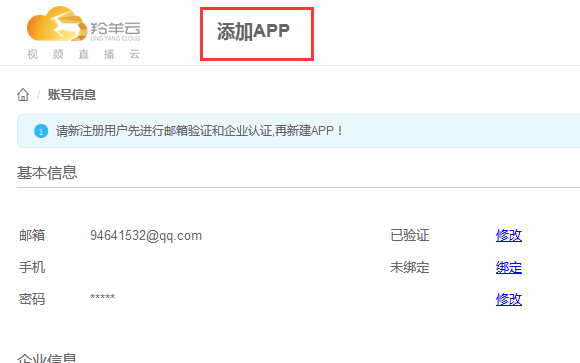 羚羊云
LING YANG CLOUD
视频直播云
添加APP
/ 账号信息
请新注册用户先进行邮箱验证和企业认证,再新建APP！
基本信息
邮箱 94641532@qq.com 已验证 修改
手机 未绑定 绑定
密码 ***** 修改
企业信息